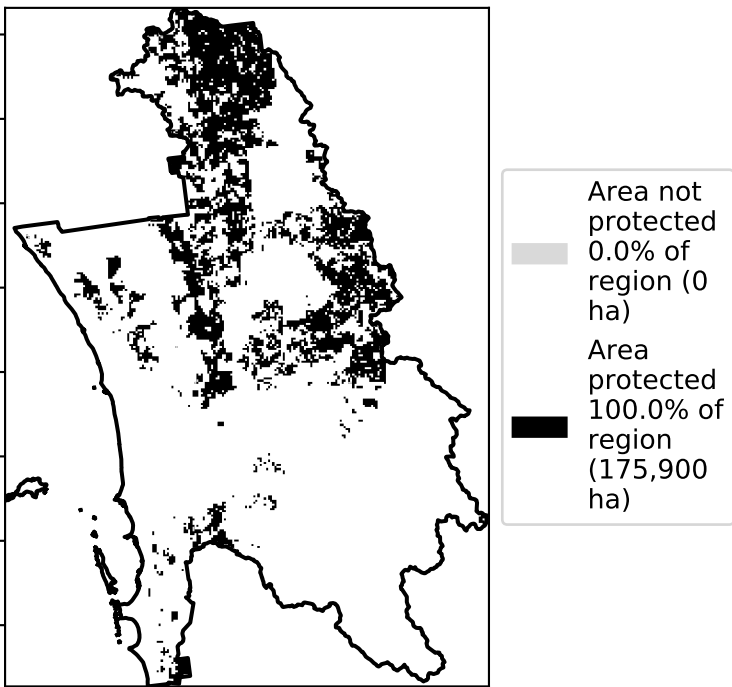 Area not
protected
0.0% of
region (0
ha)
Area
protected
100.0% of
region
(175,900
ha)